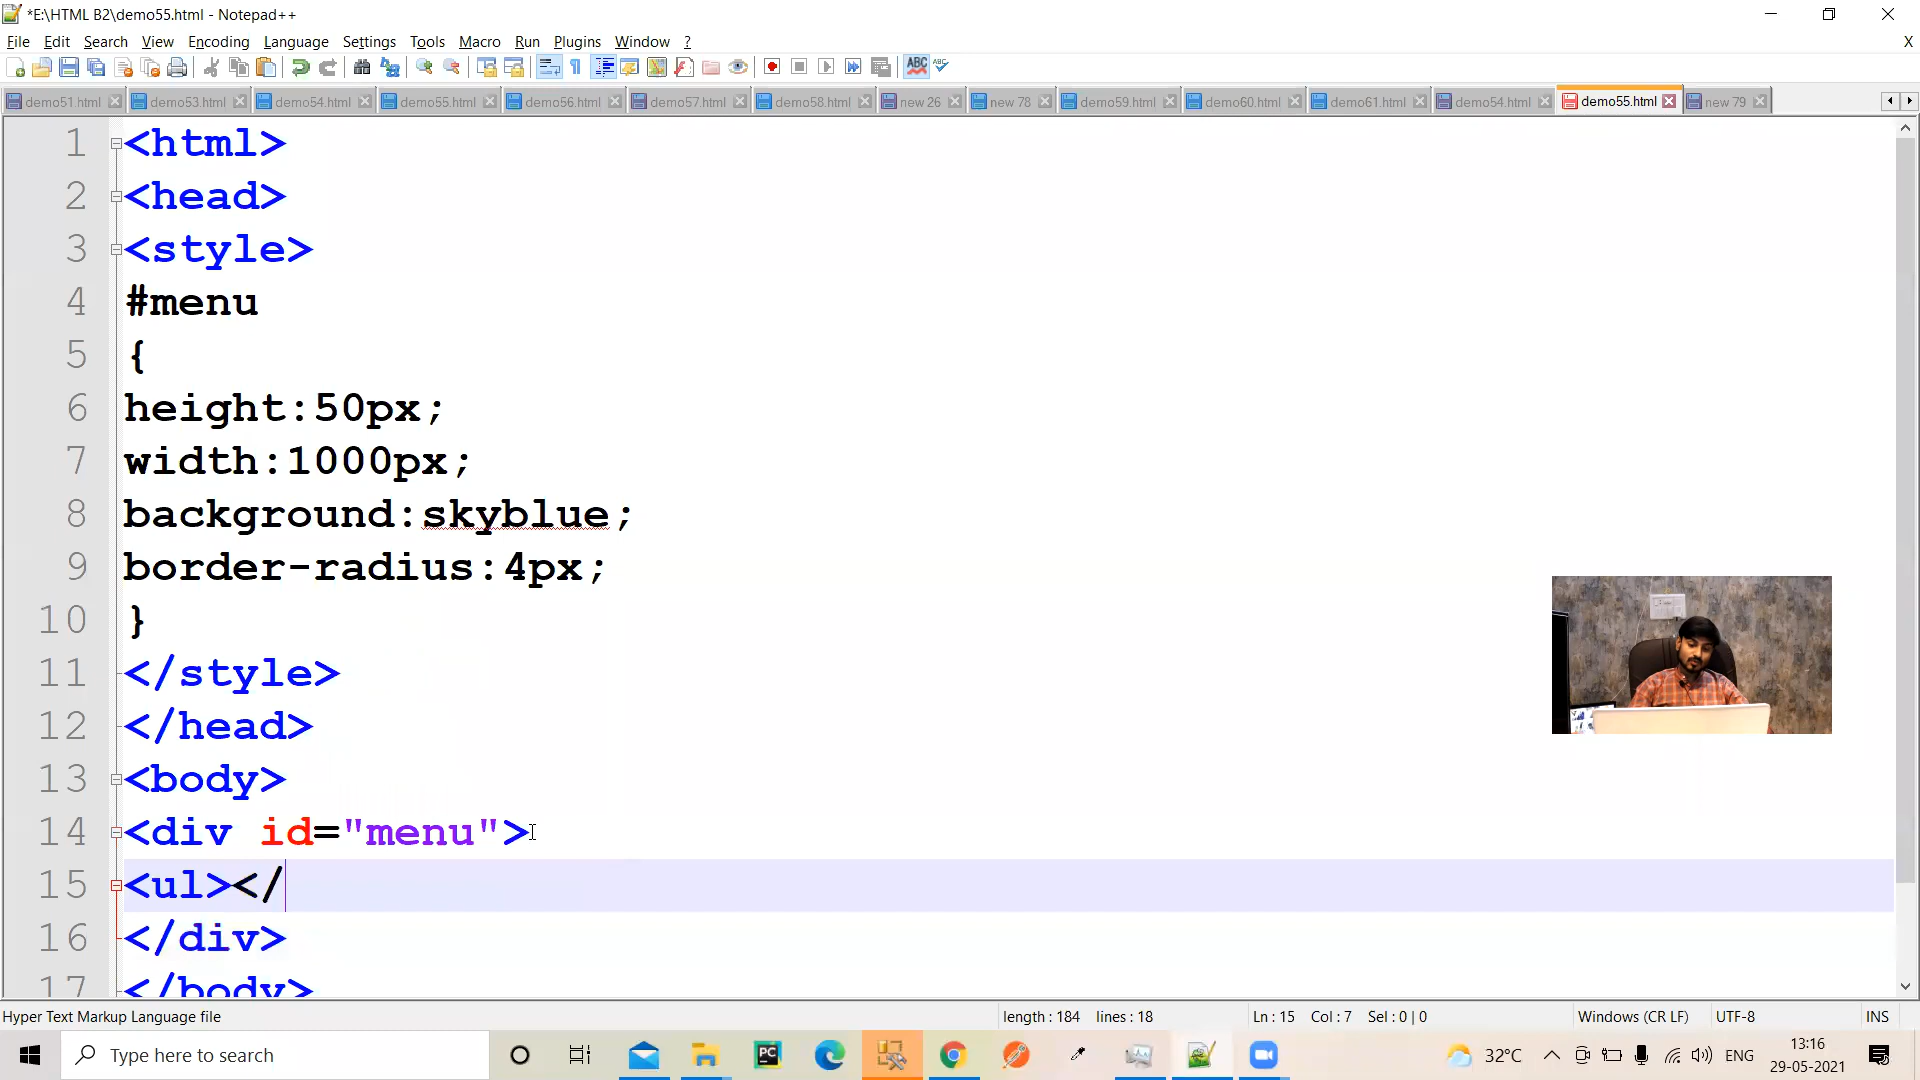 *E:\HTML B2\demo55.html - Notepad++
File Edit Search View Encoding Language Settings Tools Macro Run Plugins Window ?
X
demo51.html demo53.html demo54.html demo55.html demo56.html demo57.html demo58.html new 26 new 78 demo59.html demo60.html demo61.html demo54.html demo55.html new 79
1 <html>
2 <head>
3 <style>
4 #menu
5 {
6 height:50px;
7 width:1000px;
8 background:skyblue;
9 border-radius:4px;
10 }
11 </style>
12 </head>
13 <body>
14 <div id="menu">
15 <ul></
16 </div>
17 </body>
Hyper Text Markup Language file length : 184 lines : 18 Ln : 15 Col : 7 Sel : 0 | 0 Windows (CR LF) UTF-8 INS
Type here to search
PC
32°C
ENG
13:16
29-05-2021